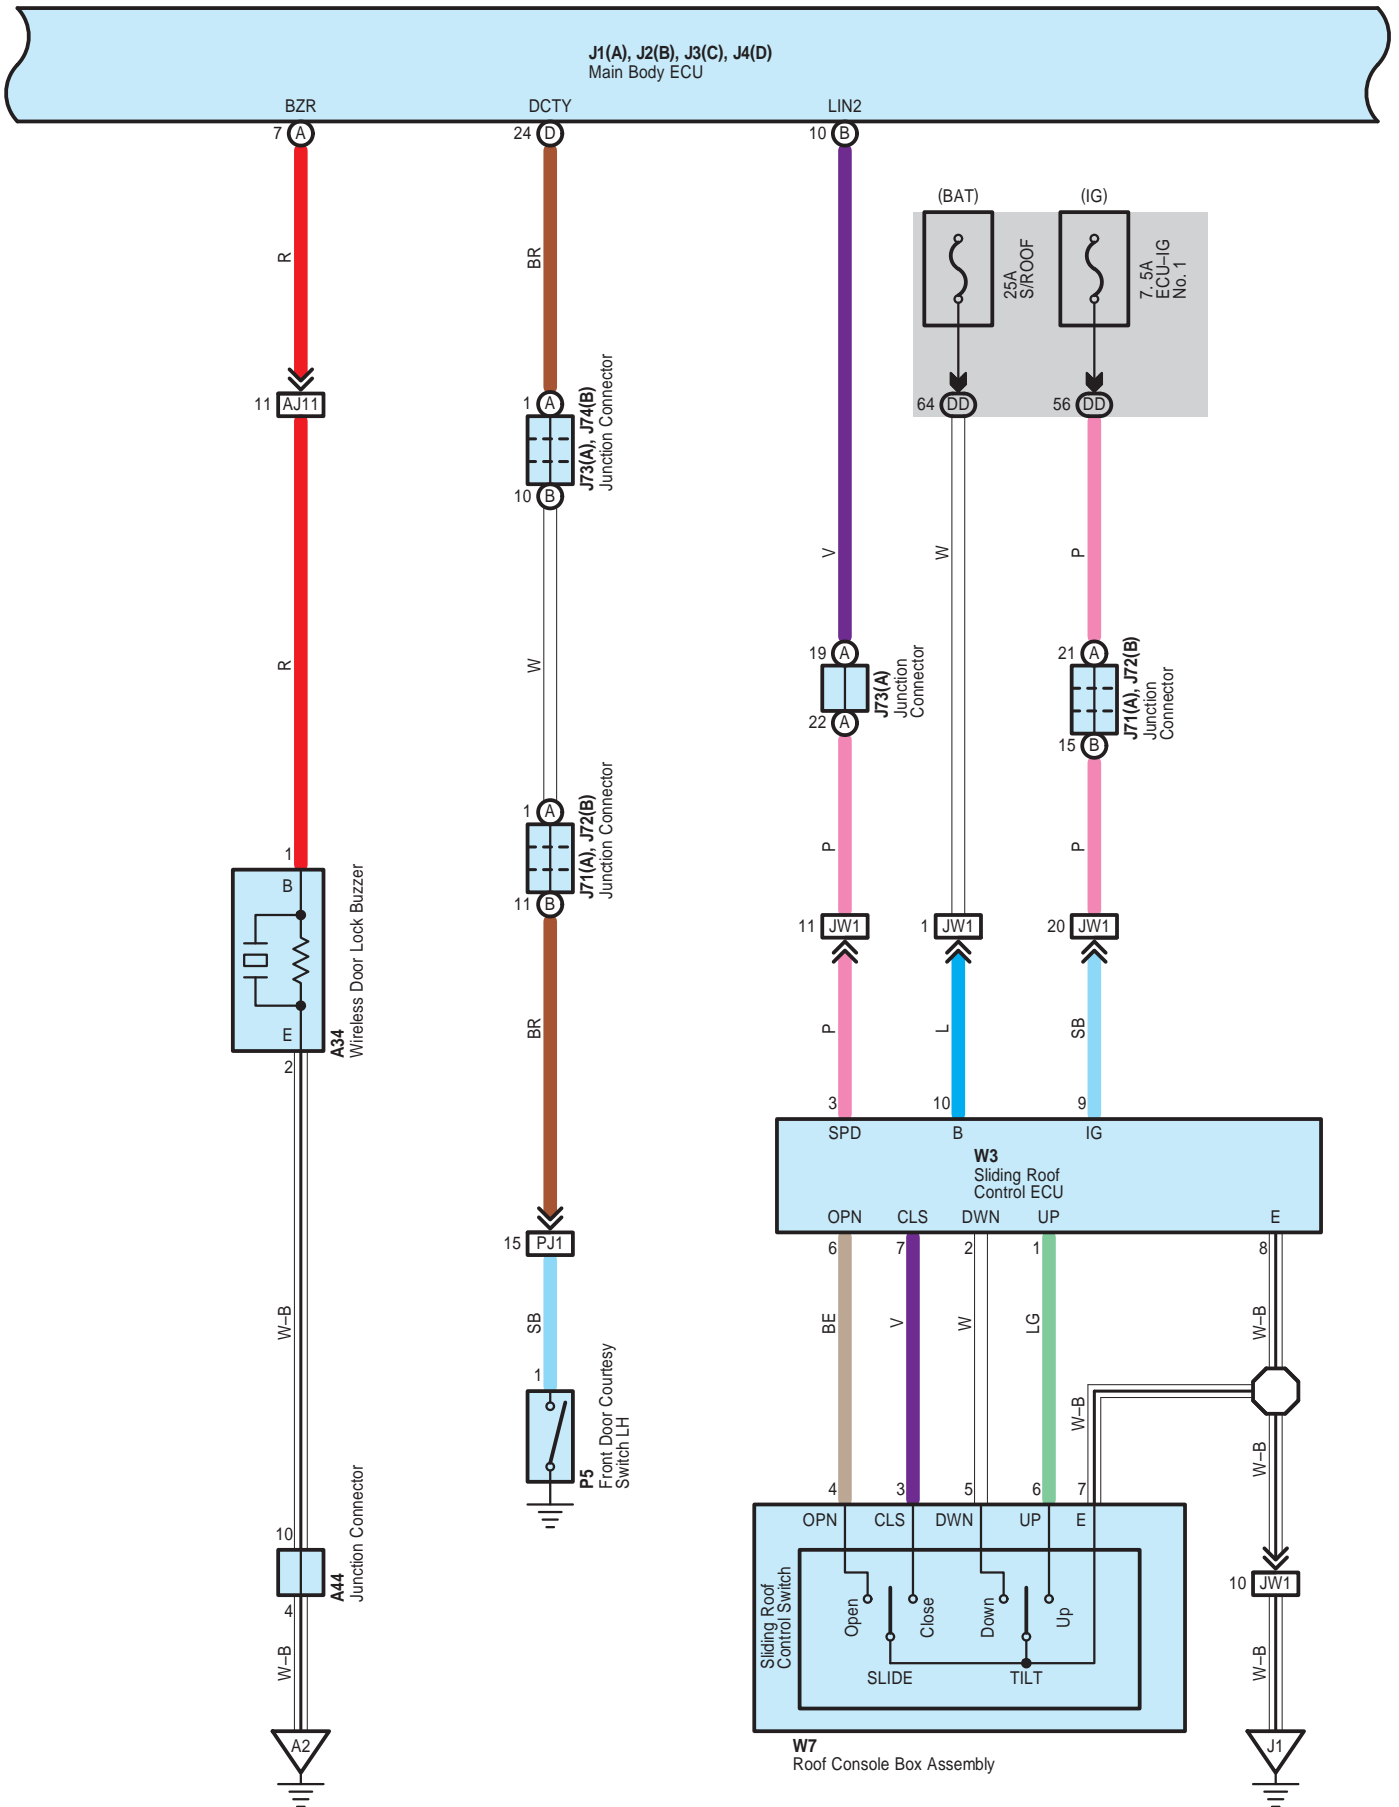 J1(A), J2(B), J3(C), J4(D)
Main Body ECU
BZR
DCTY
LIN2
7 A
24 D
10 B
(BAT)
(IG)
25A
S/ROOF
7. 5A
ECU–IG
No. 1
R
BR
11 AJ11
1 A
J73(A), J74(B)
Junction Connector
10 B
64 DD
56 DD
V
W
P
R
W
19 A
J73(A)
Junction
Connector
22 A
21 A
J71(A), J72(B)
Junction
Connector
15 B
1 A
J71(A), J72(B)
Junction Connector
11 B
P
P
1
B
E
2
A34
Wireless Door Lock Buzzer
11 JW1
1 JW1
20 JW1
BR
P
L
SB
3
10
9
SPD
B
IG
W3
Sliding Roof
Control ECU
OPN
CLS
DWN
UP
E
6
7
2
1
8
15 PJ1
W–B
SB
BE
V
W
LG
W–B
1
P5
Front Door Courtesy
Switch LH
W–B
W–B
4
3
5
6
7
OPN
CLS
DWN
UP
E
10
A44
Junction Connector
4
W–B
Sliding Roof
Control Switch
Open
Close
Down
Up
SLIDE
TILT
10 JW1
W–B
A2
W7
Roof Console Box Assembly
J1